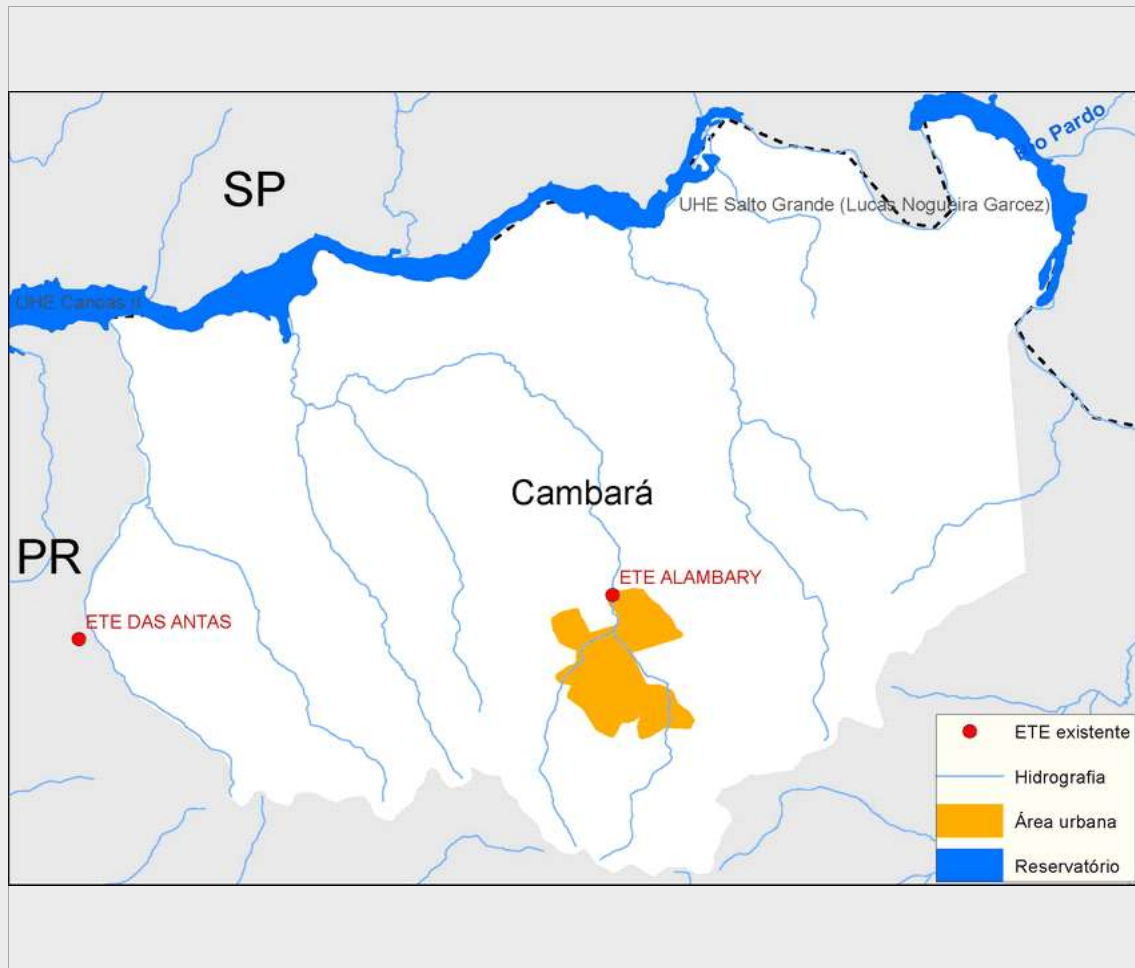 Rio Pardo
SP
UHE Salto Grande (Lucas Nogueira Garcez)
UHE Canoas II
Cambará
PR
ETE ALAMBARY
ETE DAS ANTAS
ETE existente
Hidrografia
Área urbana
Reservatório